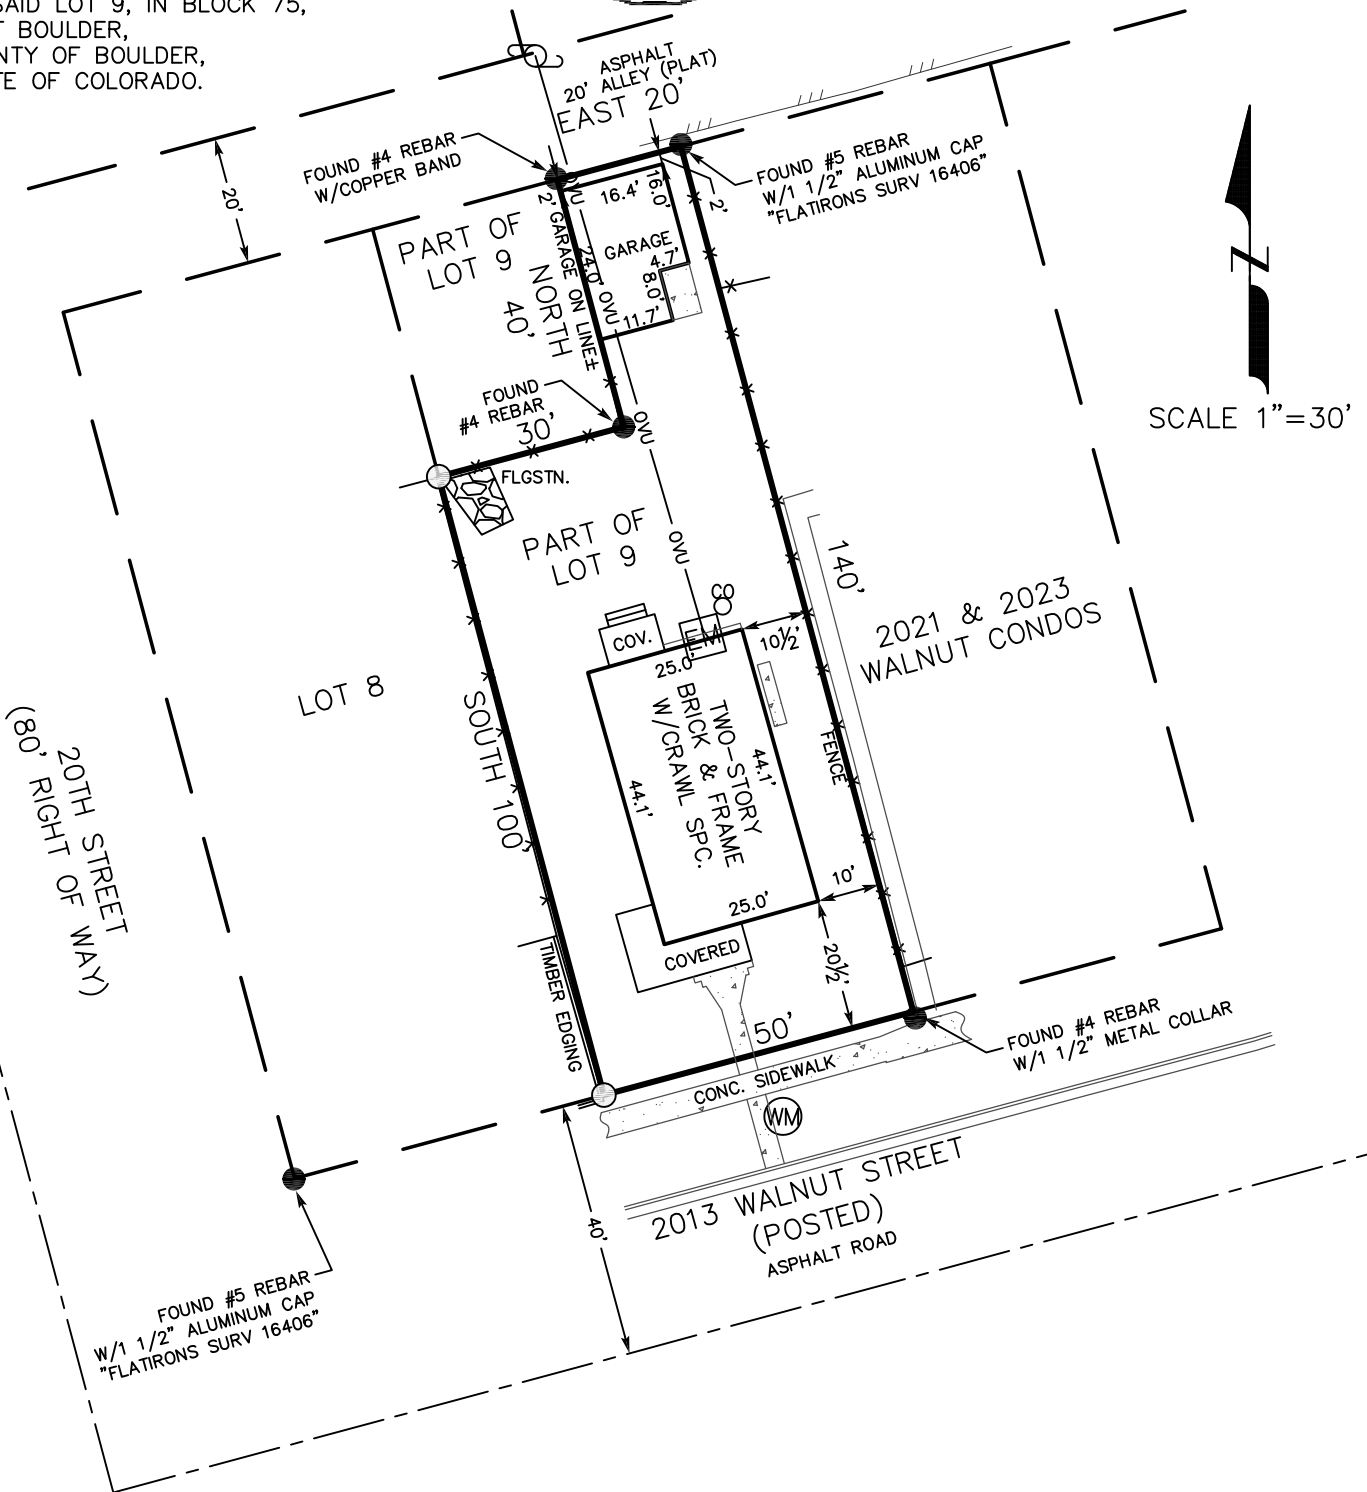 SAID LOT 9, IN BLOCK 75,
BOULDER,
OF BOULDER,
OF COLORADO.
ASPHALT
20' ALLEY (PLAT)
EAST 20'
FOUND #4 REBAR
W/COPPER BAND
FOUND #5 REBAR
W/1 1/2" ALUMINUM CAP
"FLATIRONS SURV 16406"
20'
16.4'
16.0'
2'
2'
PART OF
LOT 9
NORTH
40'
GARAGE ON LINE±
24.0'
OVU
OVU
GARAGE
4.7'
8.0'
11.7'
Z
SCALE 1"=30'
FOUND
#4 REBAR
30'
OVU
FLGSTN.
PART OF
LOT 9
OVU
140'
CO
EM
COV.
25.0'
10½'
2021 & 2023
WALNUT CONDOS
LOT 8
SOUTH 100'
TWO-STORY
BRICK & FRAME
W/CRAWL SPC.
44.1'
44.1'
FENCE
20TH STREET
(80' RIGHT OF WAY)
10'
25.0'
COVERED
20½'
TIMBER EDGING
50'
FOUND #4 REBAR
W/1 1/2" METAL COLLAR
CONC. SIDEWALK
WM
2013 WALNUT STREET
(POSTED)
ASPHALT ROAD
40'
FOUND #5 REBAR
W/1 1/2" ALUMINUM CAP
"FLATIRONS SURV 16406"